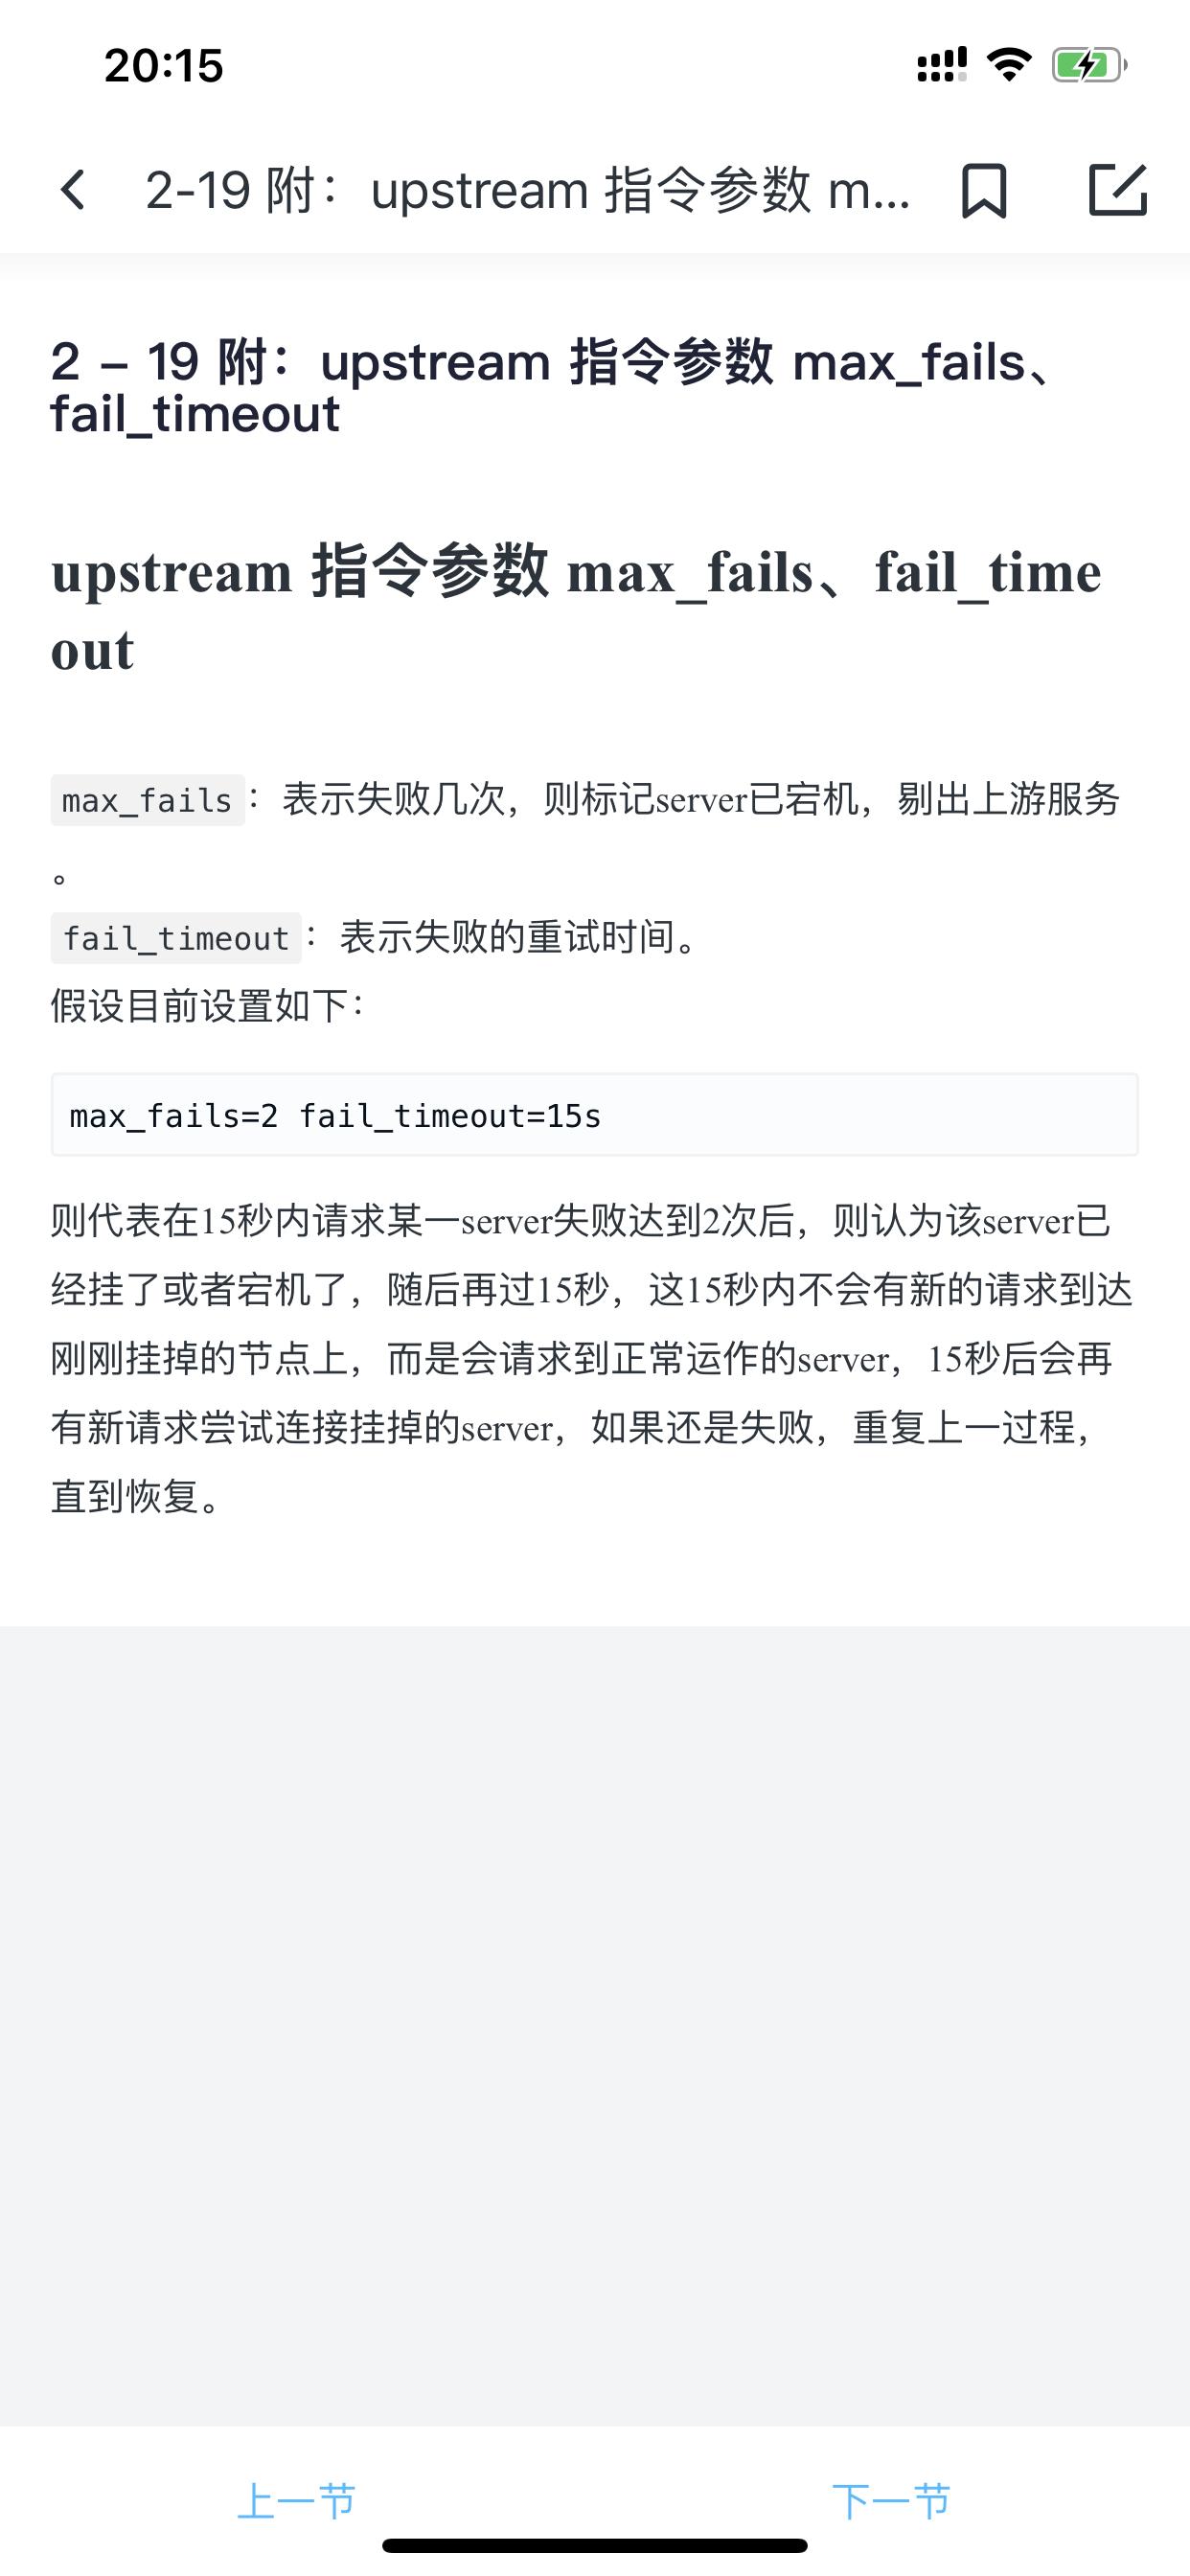 20:15
2-19 附：upstream 指令参数 m...
2 – 19 附：upstream 指令参数 max_fails、
fail_timeout
upstream 指令参数 max_fails、fail_time
out
max_fails：表示失败几次，则标记server已宕机，剔出上游服务
。
fail_timeout：表示失败的重试时间。
假设目前设置如下：
max_fails=2 fail_timeout=15s
则代表在15秒内请求某一server失败达到2次后，则认为该server已
经挂了或者宕机了，随后再过15秒，这15秒内不会有新的请求到达
刚刚挂掉的节点上，而是会请求到正常运作的server，15秒后会再
有新请求尝试连接挂掉的server，如果还是失败，重复上一过程，
直到恢复。
上一节
下一节